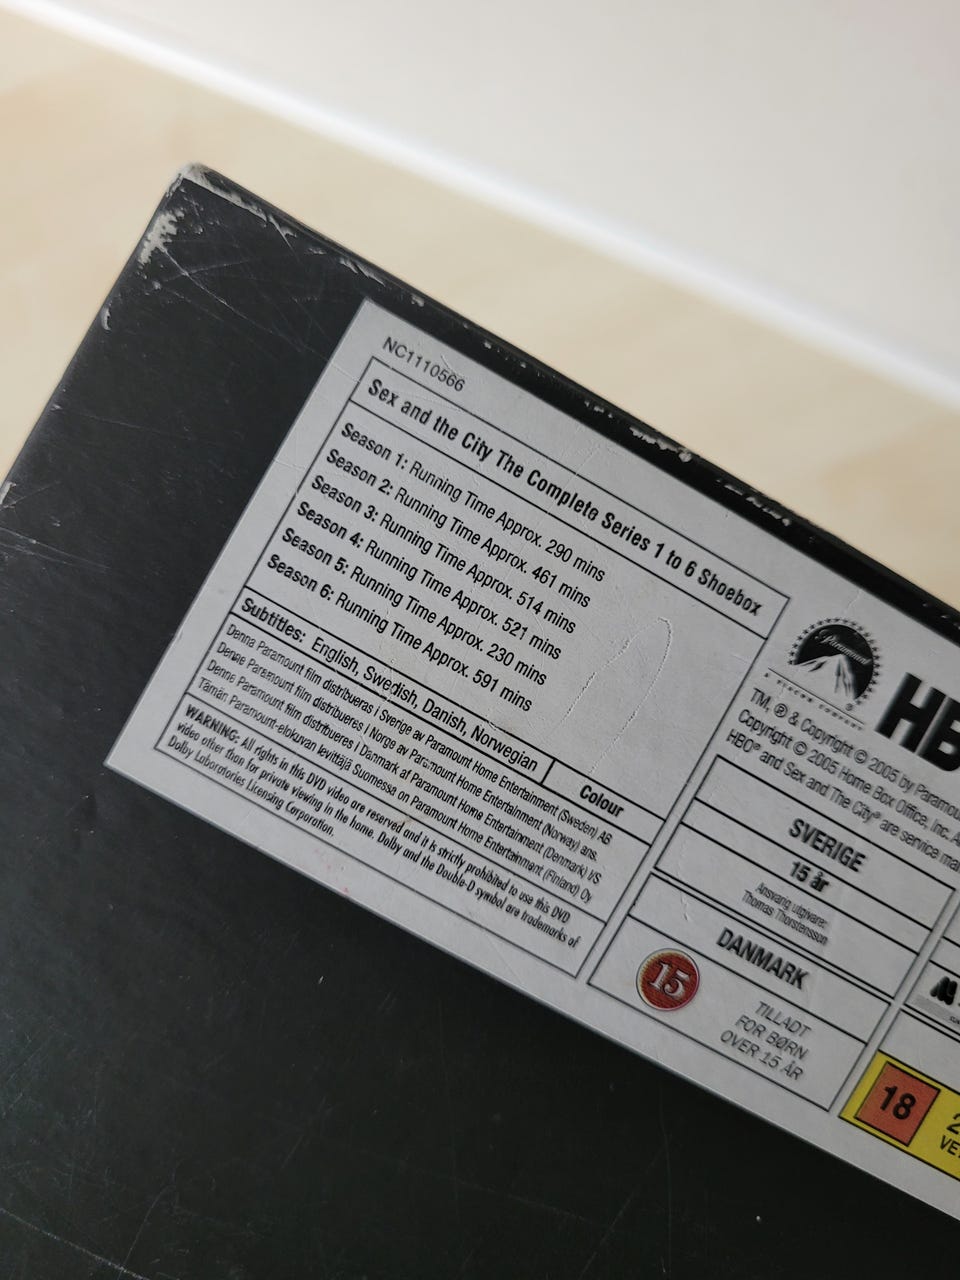 NC1110566
Sex and the City The Complete Series 1 to 6 Shoebox
Season 1: Running Time Approx. 290 mins
Season 2: Running Time Approx. 461 mins
Season 3: Running Time Approx. 514 mins
Season 4: Running Time Approx. 521 mins
Season 5: Running Time Approx. 230 mins
Season 6: Running Time Approx. 591 mins
Subtitles: English, Swedish, Danish, Norwegian
Colour
Denna Paramount film distribueras i Sverige av Paramount Home Entertainment (Sweden) AB
Denne Paramount film distribueres i Norge av Paramount Home Entertainment (Norway) ans.
Denne Paramount film distribueres i Danmark af Paramount Home Entertainment (Denmark) I/S
Tämän Paramount-elokuvan levittäjä Suomessa on Paramount Home Entertainment (Finland) Oy
WARNING: All rights in this DVD video are reserved and it is strictly prohibited to use this DVD
video other than for private viewing in the home. Dolby and the Double-D symbol are trademarks of
Dolby Laboratories Licensing Corporation.
Paramount
HB
TM, ® & Copyright © 2005 by Paramou
Copyright © 2005 Home Box Office, Inc. A
HBO® and Sex and The City® are service ma
SVERIGE
15 år
Ansvarig utgivare:
Thomas Thorstensson
DANMARK
15
TILLADT
FOR BØRN
OVER 15 ÅR
18
VE